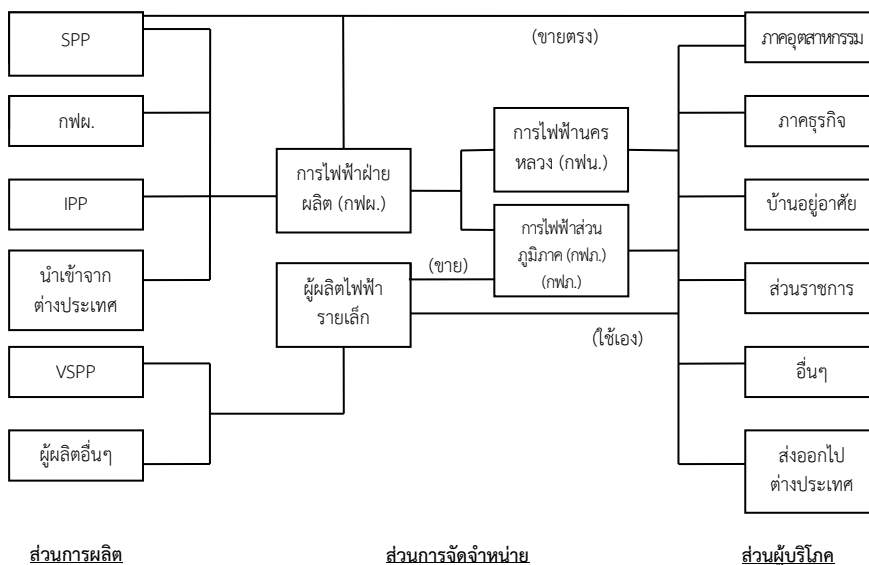 SPP
กฟผ.
IPP
นำเข้าจาก
ต่างประเทศ
VSPP
ผู้ผลิตอื่นๆ
ส่วนการผลิต
(ขายตรง)
การไฟฟ้าฝ่าย
ผลิต (กฟผ.)
ผู้ผลิตไฟฟ้า
รายเล็ก
การไฟฟ้านคร
หลวง (กฟน.)
การไฟฟ้าส่วน
ภูมิภาค (กฟภ.)
(กฟภ.)
(ขาย)
(ใช้เอง)
ส่วนการจัดจำหน่าย
ภาคอุตสาหกรรม
ภาคธุรกิจ
บ้านอยู่อาศัย
ส่วนราชการ
อื่นๆ
ส่งออกไป
ต่างประเทศ
ส่วนผู้บริโภค